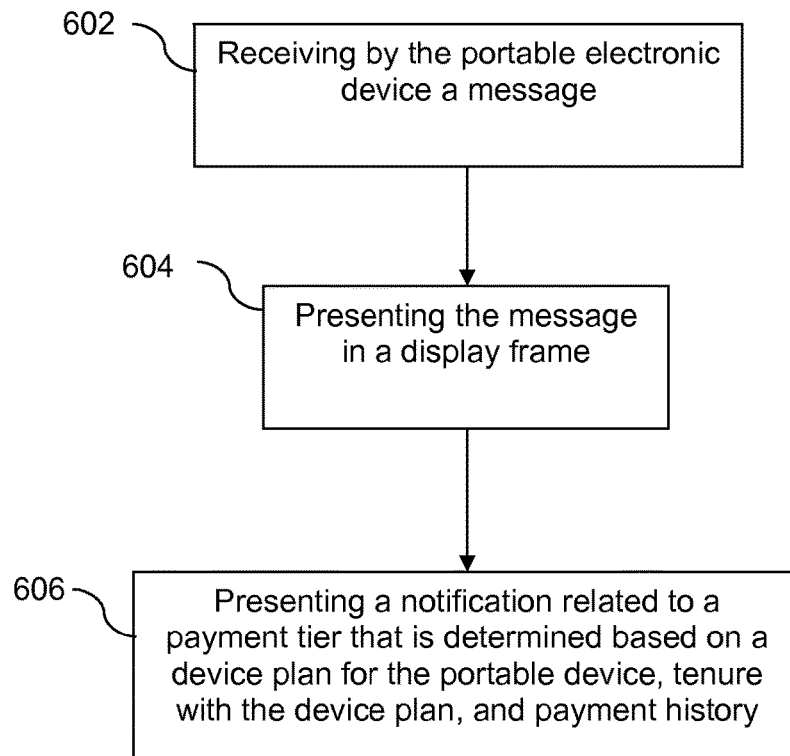 602
Receiving by the portable electronic
device a message
604
Presenting the message
in a display frame
606
Presenting a notification related to a
payment tier that is determined based on a
device plan for the portable device, tenure
with the device plan, and payment history